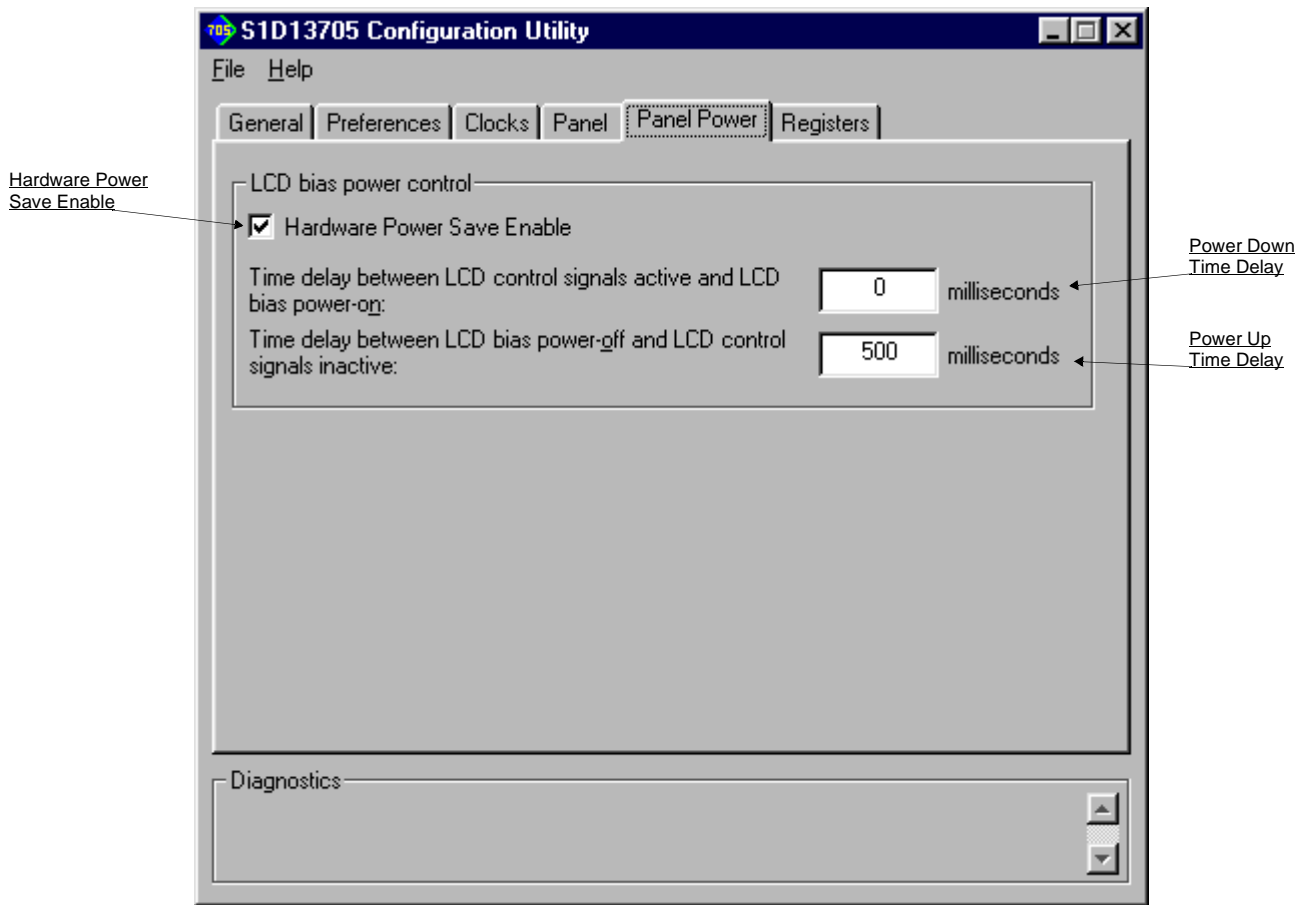 705 S1D13705 Configuration Utility
File Help
General Preferences Clocks Panel Panel Power Registers
Hardware Power
Save Enable
LCD bias power control
Hardware Power Save Enable
Time delay between LCD control signals active and LCD
bias power-on:
0 milliseconds
Power Down
Time Delay
Time delay between LCD bias power-off and LCD control
signals inactive:
500 milliseconds
Power Up
Time Delay
Diagnostics